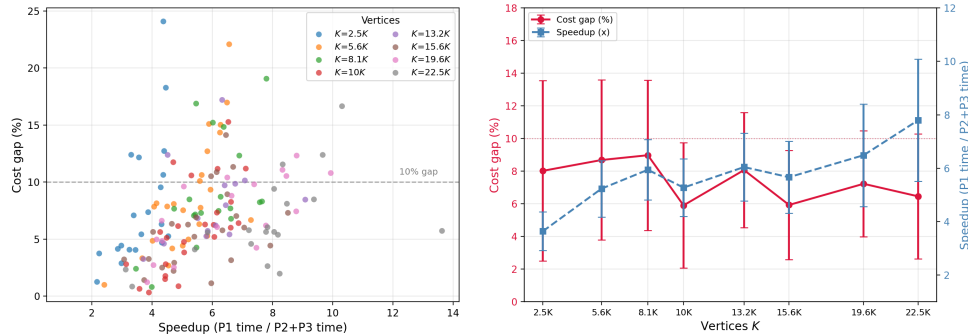 Cost gap (%)
25
20
15
10
5
0
2
4
6
8
10
12
14
Speedup (P1 time / P2+P3 time)
Vertices
K=2.5K
K=5.6K
K=8.1K
K=10K
K=13.2K
K=15.6K
K=19.6K
K=22.5K
10% gap
Cost gap (%)
18
16
14
12
10
8
6
4
2
0
Cost gap (%)
Speedup (x)
2.5K
5.6K
8.1K
10K
13.2K
15.6K
19.6K
22.5K
Vertices K
12
10
8
6
4
2
Speedup (P1 time / P2+P3 time)